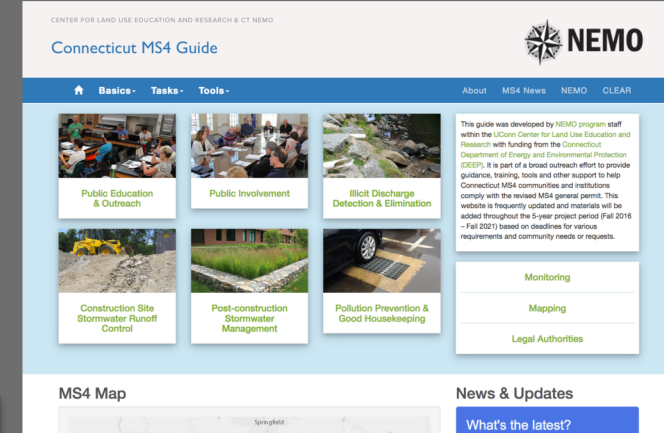 CENTER FOR LAND USE EDUCATION AND RESEARCH & CT NEMO
Connecticut MS4 Guide
NEMO
Basics Tasks Tools
About MS4 News NEMO CLEAR
Public Education
& Outreach
Public Involvement
Illicit Discharge
Detection & Elimination
This guide was developed by NEMO program staff
within the UConn Center for Land Use Education and
Research with funding from the Connecticut
Department of Energy and Environmental Protection
(DEEP). It is part of a broad outreach effort to provide
guidance, training, tools and other support to help
Connecticut MS4 communities and institutions
comply with the revised MS4 general permit. This
website is frequently updated and materials will be
added throughout the 5-year project period (Fall 2016
– Fall 2021) based on deadlines for various
requirements and community needs or requests.
Construction Site
Stormwater Runoff
Control
Post-construction
Stormwater
Management
Pollution Prevention &
Good Housekeeping
Monitoring
Mapping
Legal Authorities
MS4 Map
Springfield
News & Updates
What's the latest?